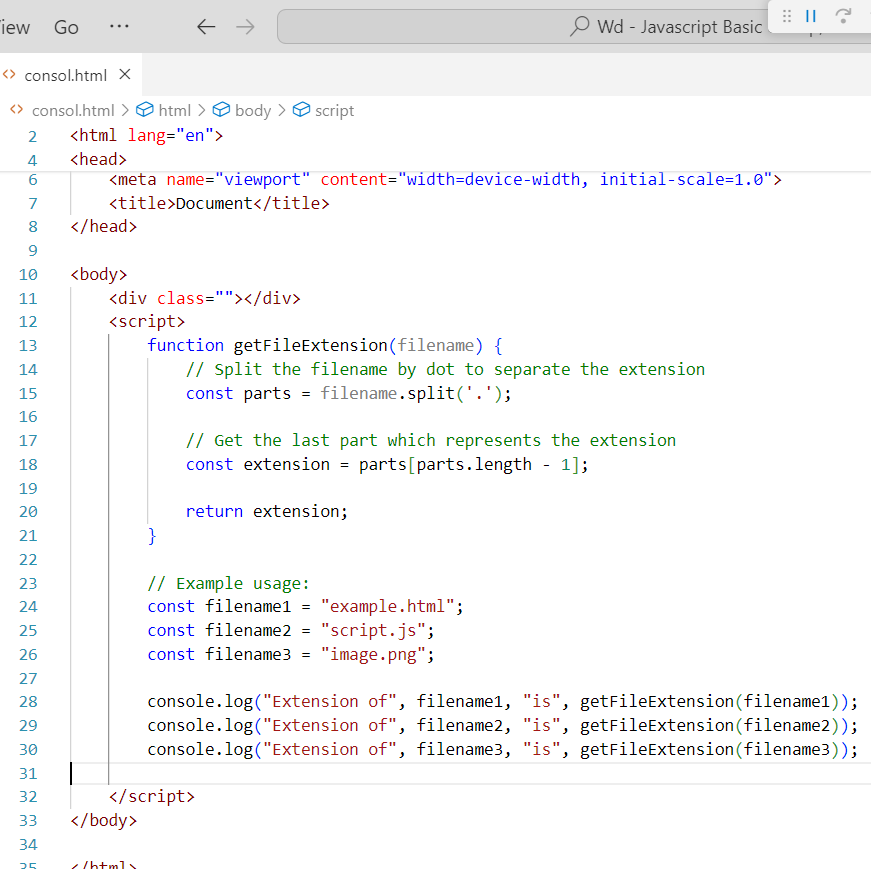 iew Go ··· ← → Wd - Javascript Basic
<> consol.html ×
<> consol.html > html > body > script
2 <html lang="en">
4 <head>
6 <meta name="viewport" content="width=device-width, initial-scale=1.0">
7 <title>Document</title>
8 </head>
9
10 <body>
11 <div class=""></div>
12 <script>
13 function getFileExtension(filename) {
14 // Split the filename by dot to separate the extension
15 const parts = filename.split('.');
16
17 // Get the last part which represents the extension
18 const extension = parts[parts.length - 1];
19
20 return extension;
21 }
22
23 // Example usage:
24 const filename1 = "example.html";
25 const filename2 = "script.js";
26 const filename3 = "image.png";
27
28 console.log("Extension of", filename1, "is", getFileExtension(filename1));
29 console.log("Extension of", filename2, "is", getFileExtension(filename2));
30 console.log("Extension of", filename3, "is", getFileExtension(filename3));
31
32 </script>
33 </body>
34
35 </html>